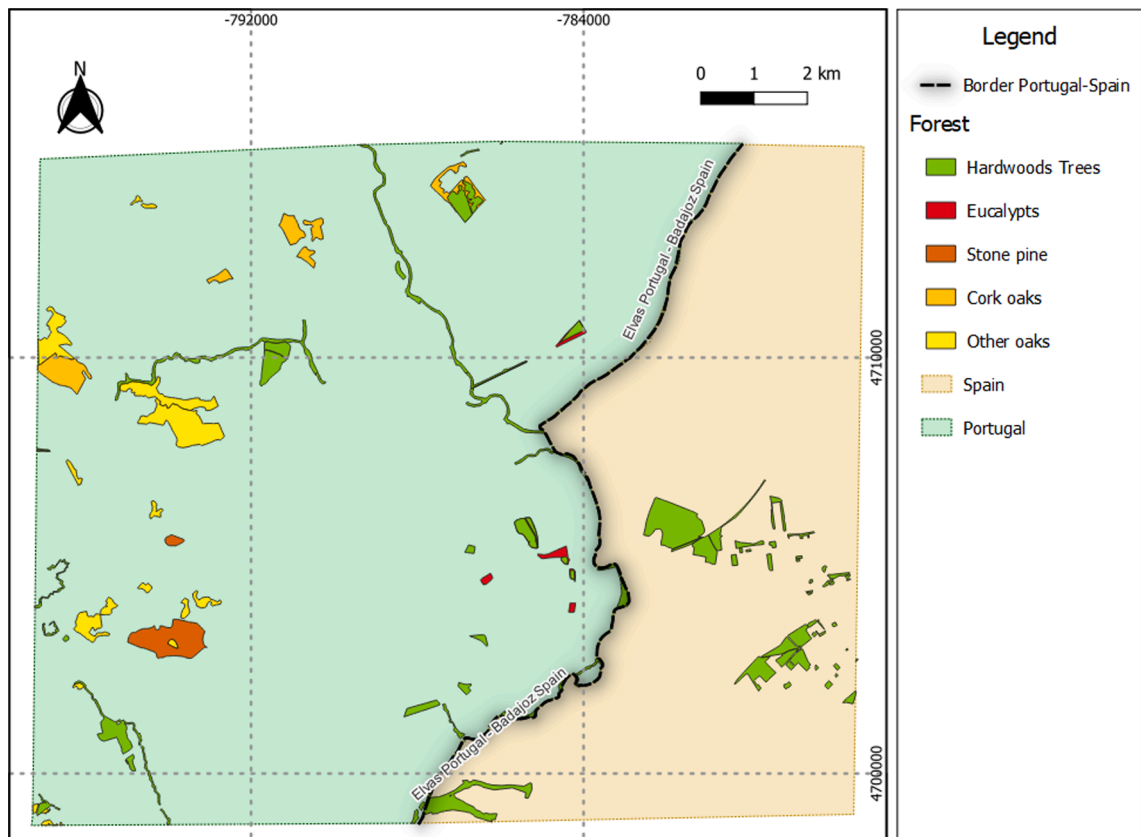 -792000
-784000
N
0 1 2 km
Elvas Portugal - Badajoz Spain
4710000
Elvas Portugal - Badajoz Spain
4700000
Legend
Border Portugal-Spain
Forest
Hardwoods Trees
Eucalypts
Stone pine
Cork oaks
Other oaks
Spain
Portugal